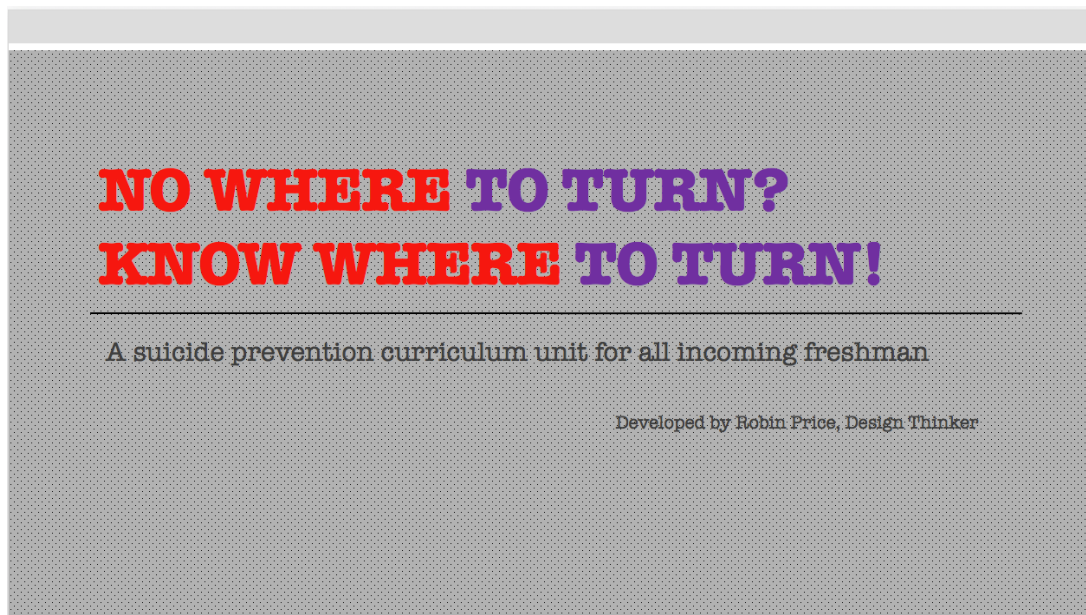 NO WHERE TO TURN?
KNOW WHERE TO TURN!
A suicide prevention curriculum unit for all incoming freshman
Developed by Robin Price, Design Thinker